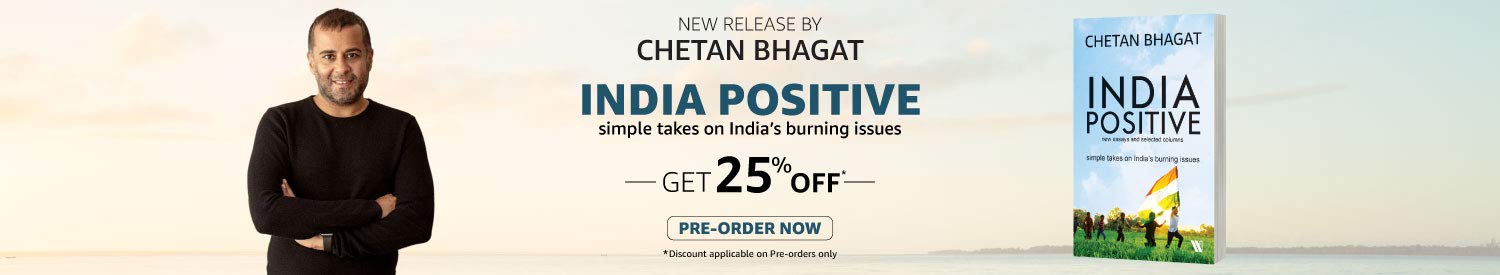 NEW RELEASE BY
CHETAN BHAGAT
INDIA POSITIVE
simple takes on India's burning issues
GET 25% OFF*
PRE-ORDER NOW
*Discount applicable on Pre-orders only
CHETAN BHAGAT
INDIA
POSITIVE
new essays and selected columns
simple takes on India's burning issues
W